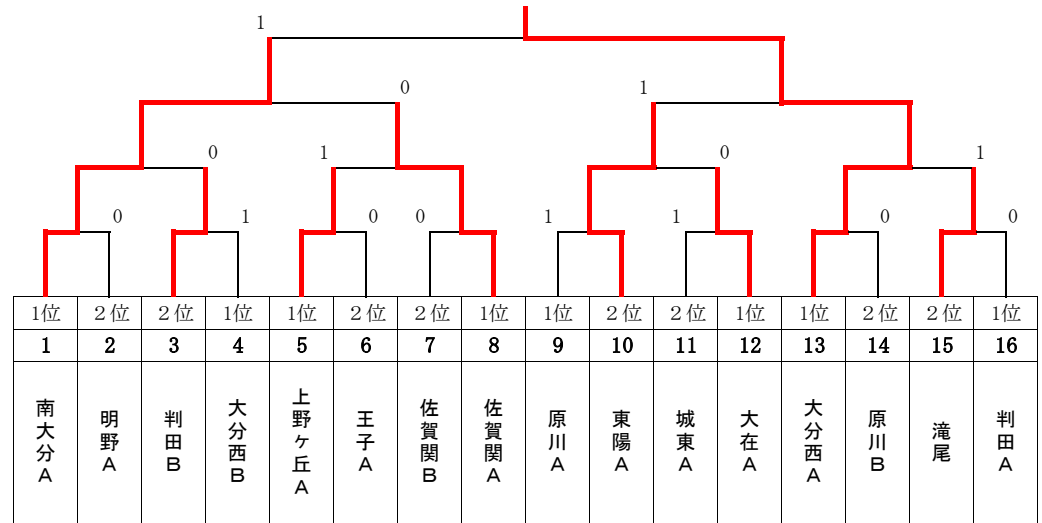 1
0 1
0 1 0 1
0 1 0 0 1 1 0 0
1位 2位 2位 1位 1位 2位 2位 1位 1位 2位 2位 1位 1位 2位 2位 1位
1 2 3 4 5 6 7 8 9 10 11 12 13 14 15 16
南大分A
明野A
判田B
大分西B
上野ヶ丘A
王子A
佐賀関B
佐賀関A
原川A
東陽A
城東A
大在A
大分西A
原川B
滝尾
判田A